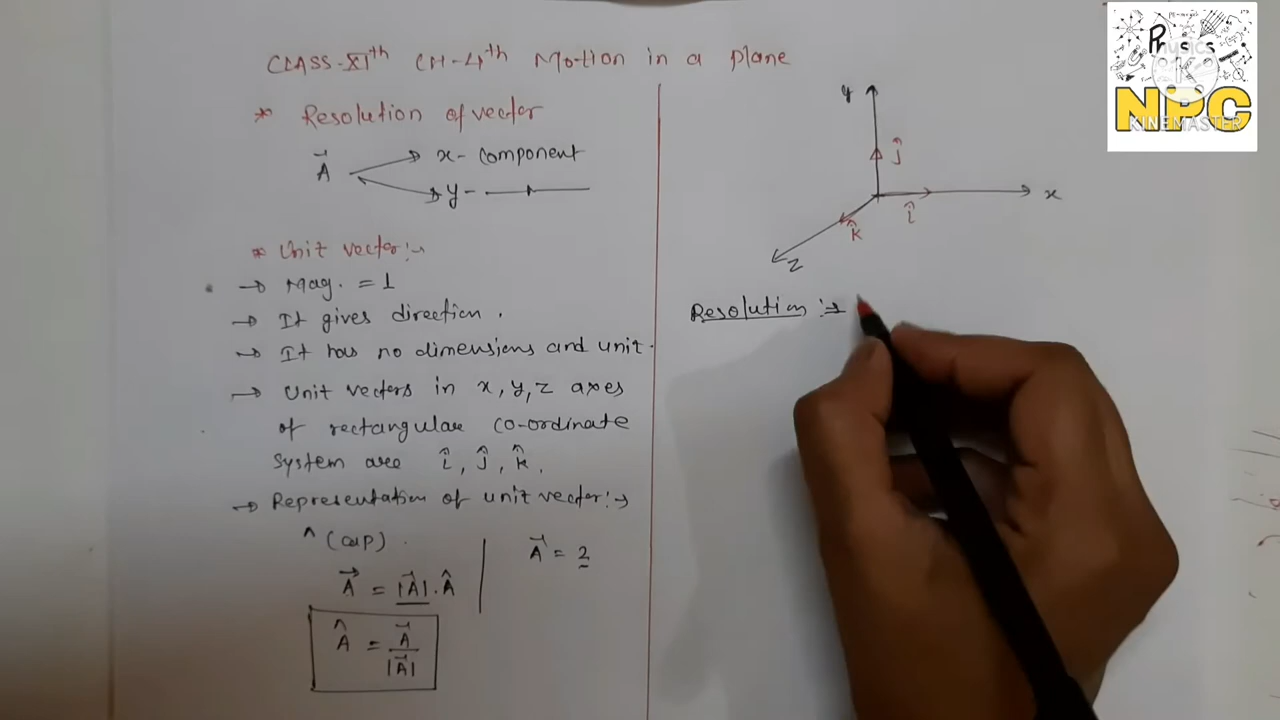 CLASS-XIth CH-4th Motion in a plane
* Resolution of vector
A⃗ x- component
y-
* Unit vector:-
→ Mag. = 1
→ It gives direction.
→ It has no dimensions and unit.
→ Unit vectors in x, y, z axes
of rectangular co-ordinate
system are î, ĵ, k̂.
→ Representation of unit vector:→
^ (cap).
A⃗ = |A⃗|.Â
 = A⃗ / |A⃗|
A⃗ = 2
y
ĵ
x
î
k̂
z
Resolution :⇒
Physics
K
NPC
KINEMASTER